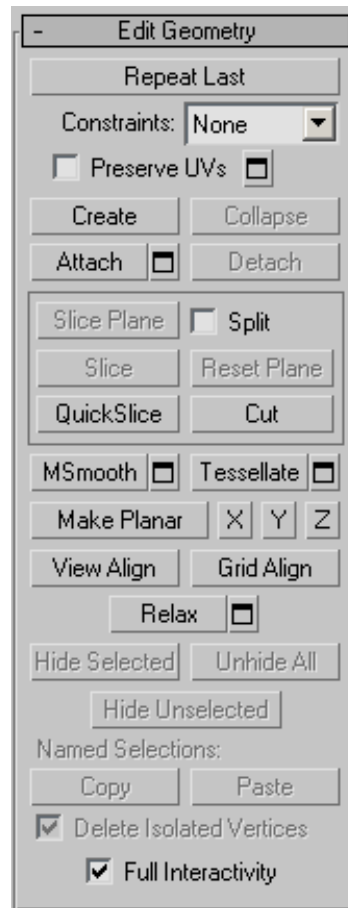 - Edit Geometry
Repeat Last
Constraints: None
Preserve UVs
Create Collapse
Attach Detach
Slice Plane Split
Slice Reset Plane
QuickSlice Cut
MSmooth Tessellate
Make Planar X Y Z
View Align Grid Align
Relax
Hide Selected Unhide All
Hide Unselected
Named Selections:
Copy Paste
Delete Isolated Vertices
Full Interactivity